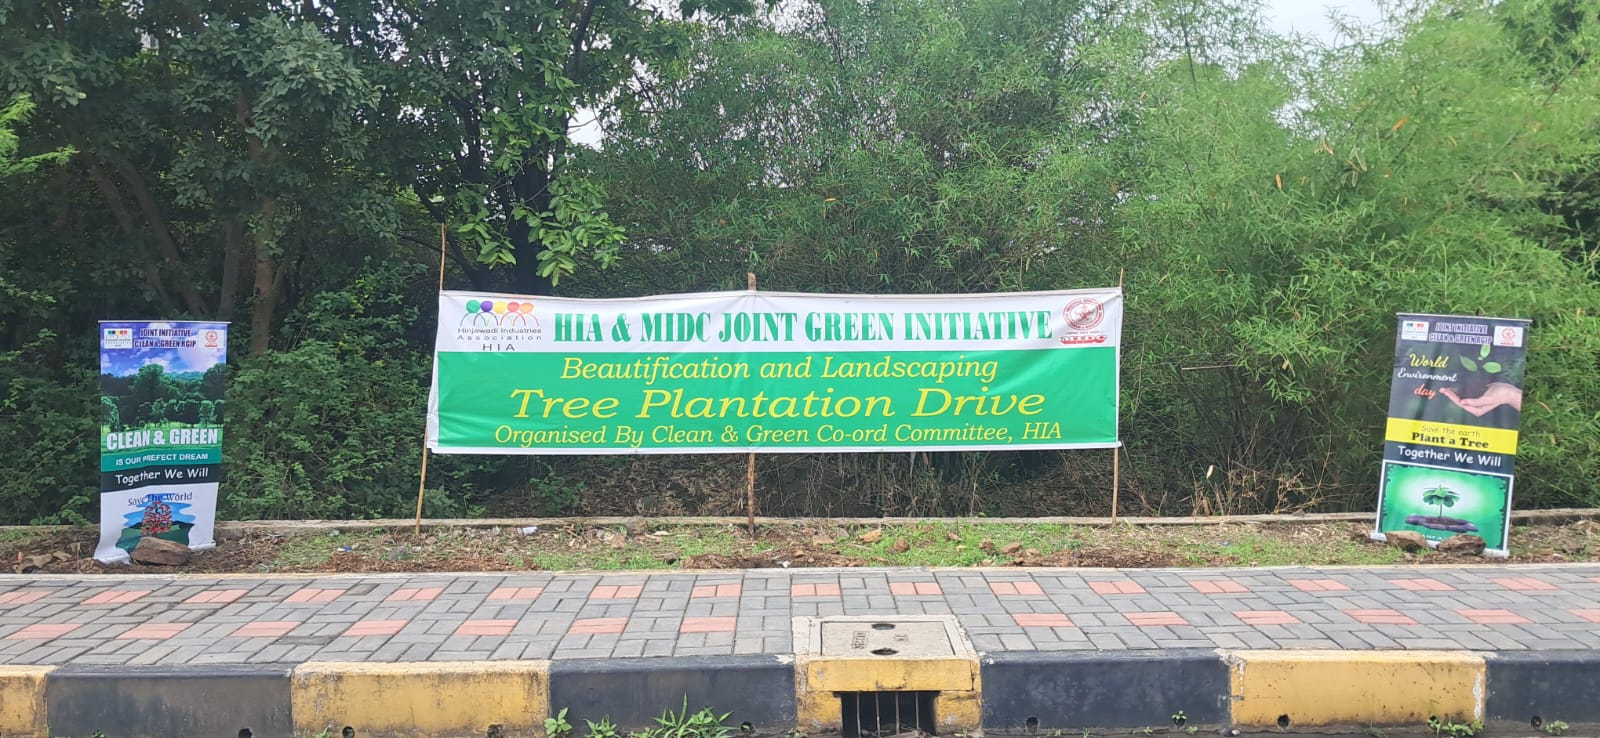 JOINT INITIATIVE
CLEAN & GREEN RGIP
CLEAN & GREEN
IS OUR PREFECT DREAM
Together We Will
Save The World
Hinjawadi Industries
Association
HIA
HIA & MIDC JOINT GREEN INITIATIVE
MIDC
Beautification and Landscaping
Tree Plantation Drive
Organised By Clean & Green Co-ord Committee, HIA
JOINT INITIATIVE
CLEAN & GREEN RGIP
World
Environment
day
Save the earth
Plant a Tree
Together We Will